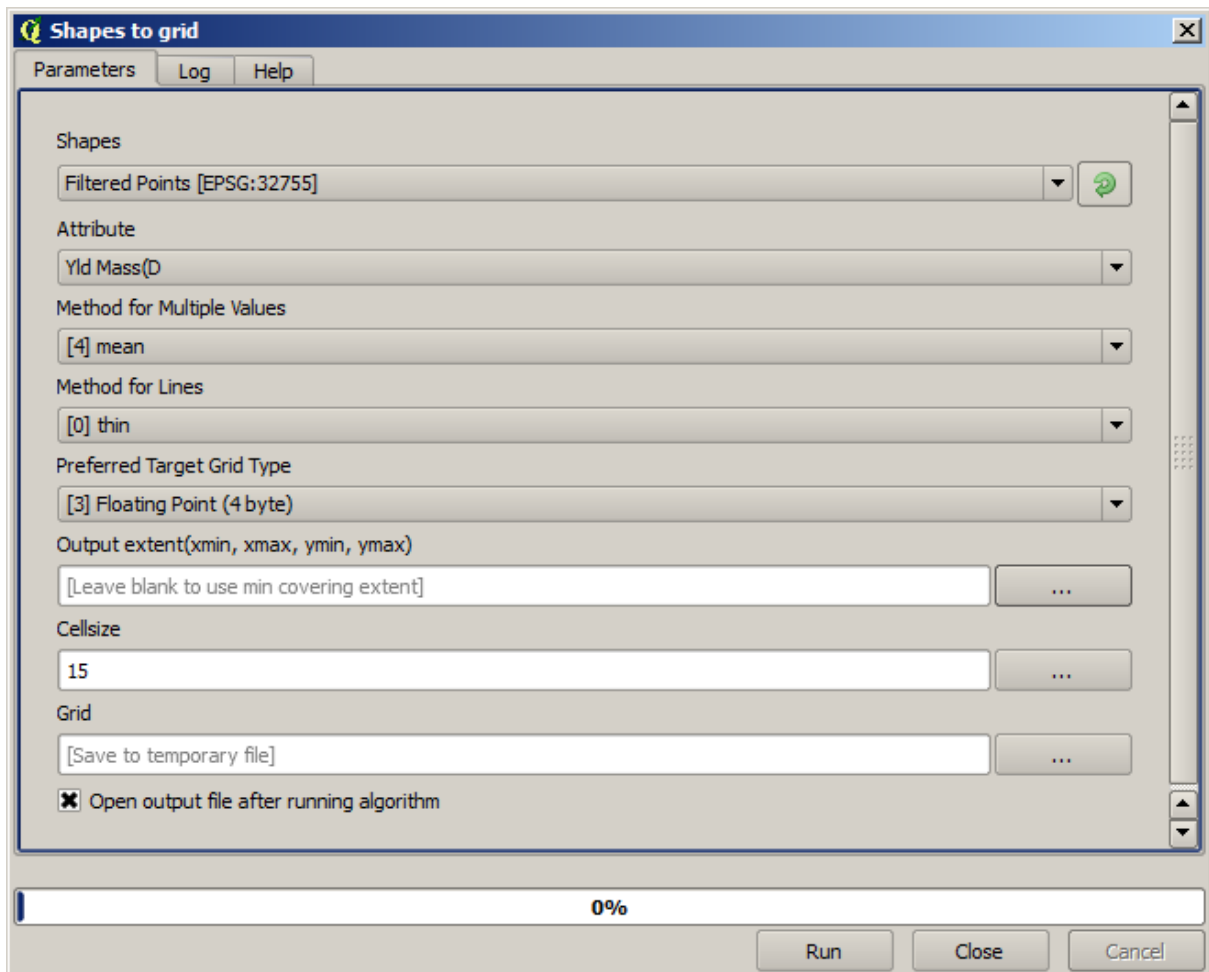 Shapes to grid
Parameters Log Help
Shapes
Filtered Points [EPSG:32755]
Attribute
Yld Mass(D
Method for Multiple Values
[4] mean
Method for Lines
[0] thin
Preferred Target Grid Type
[3] Floating Point (4 byte)
Output extent(xmin, xmax, ymin, ymax)
[Leave blank to use min covering extent] ...
Cellsize
15 ...
Grid
[Save to temporary file] ...
Open output file after running algorithm
0%
Run Close Cancel